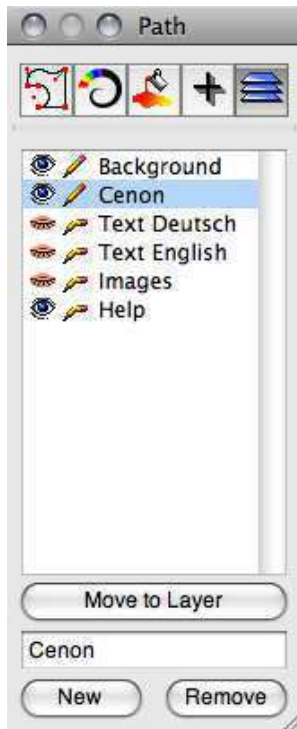 Path
Background
Cenon
Text Deutsch
Text English
Images
Help
Move to Layer
Cenon
New Remove